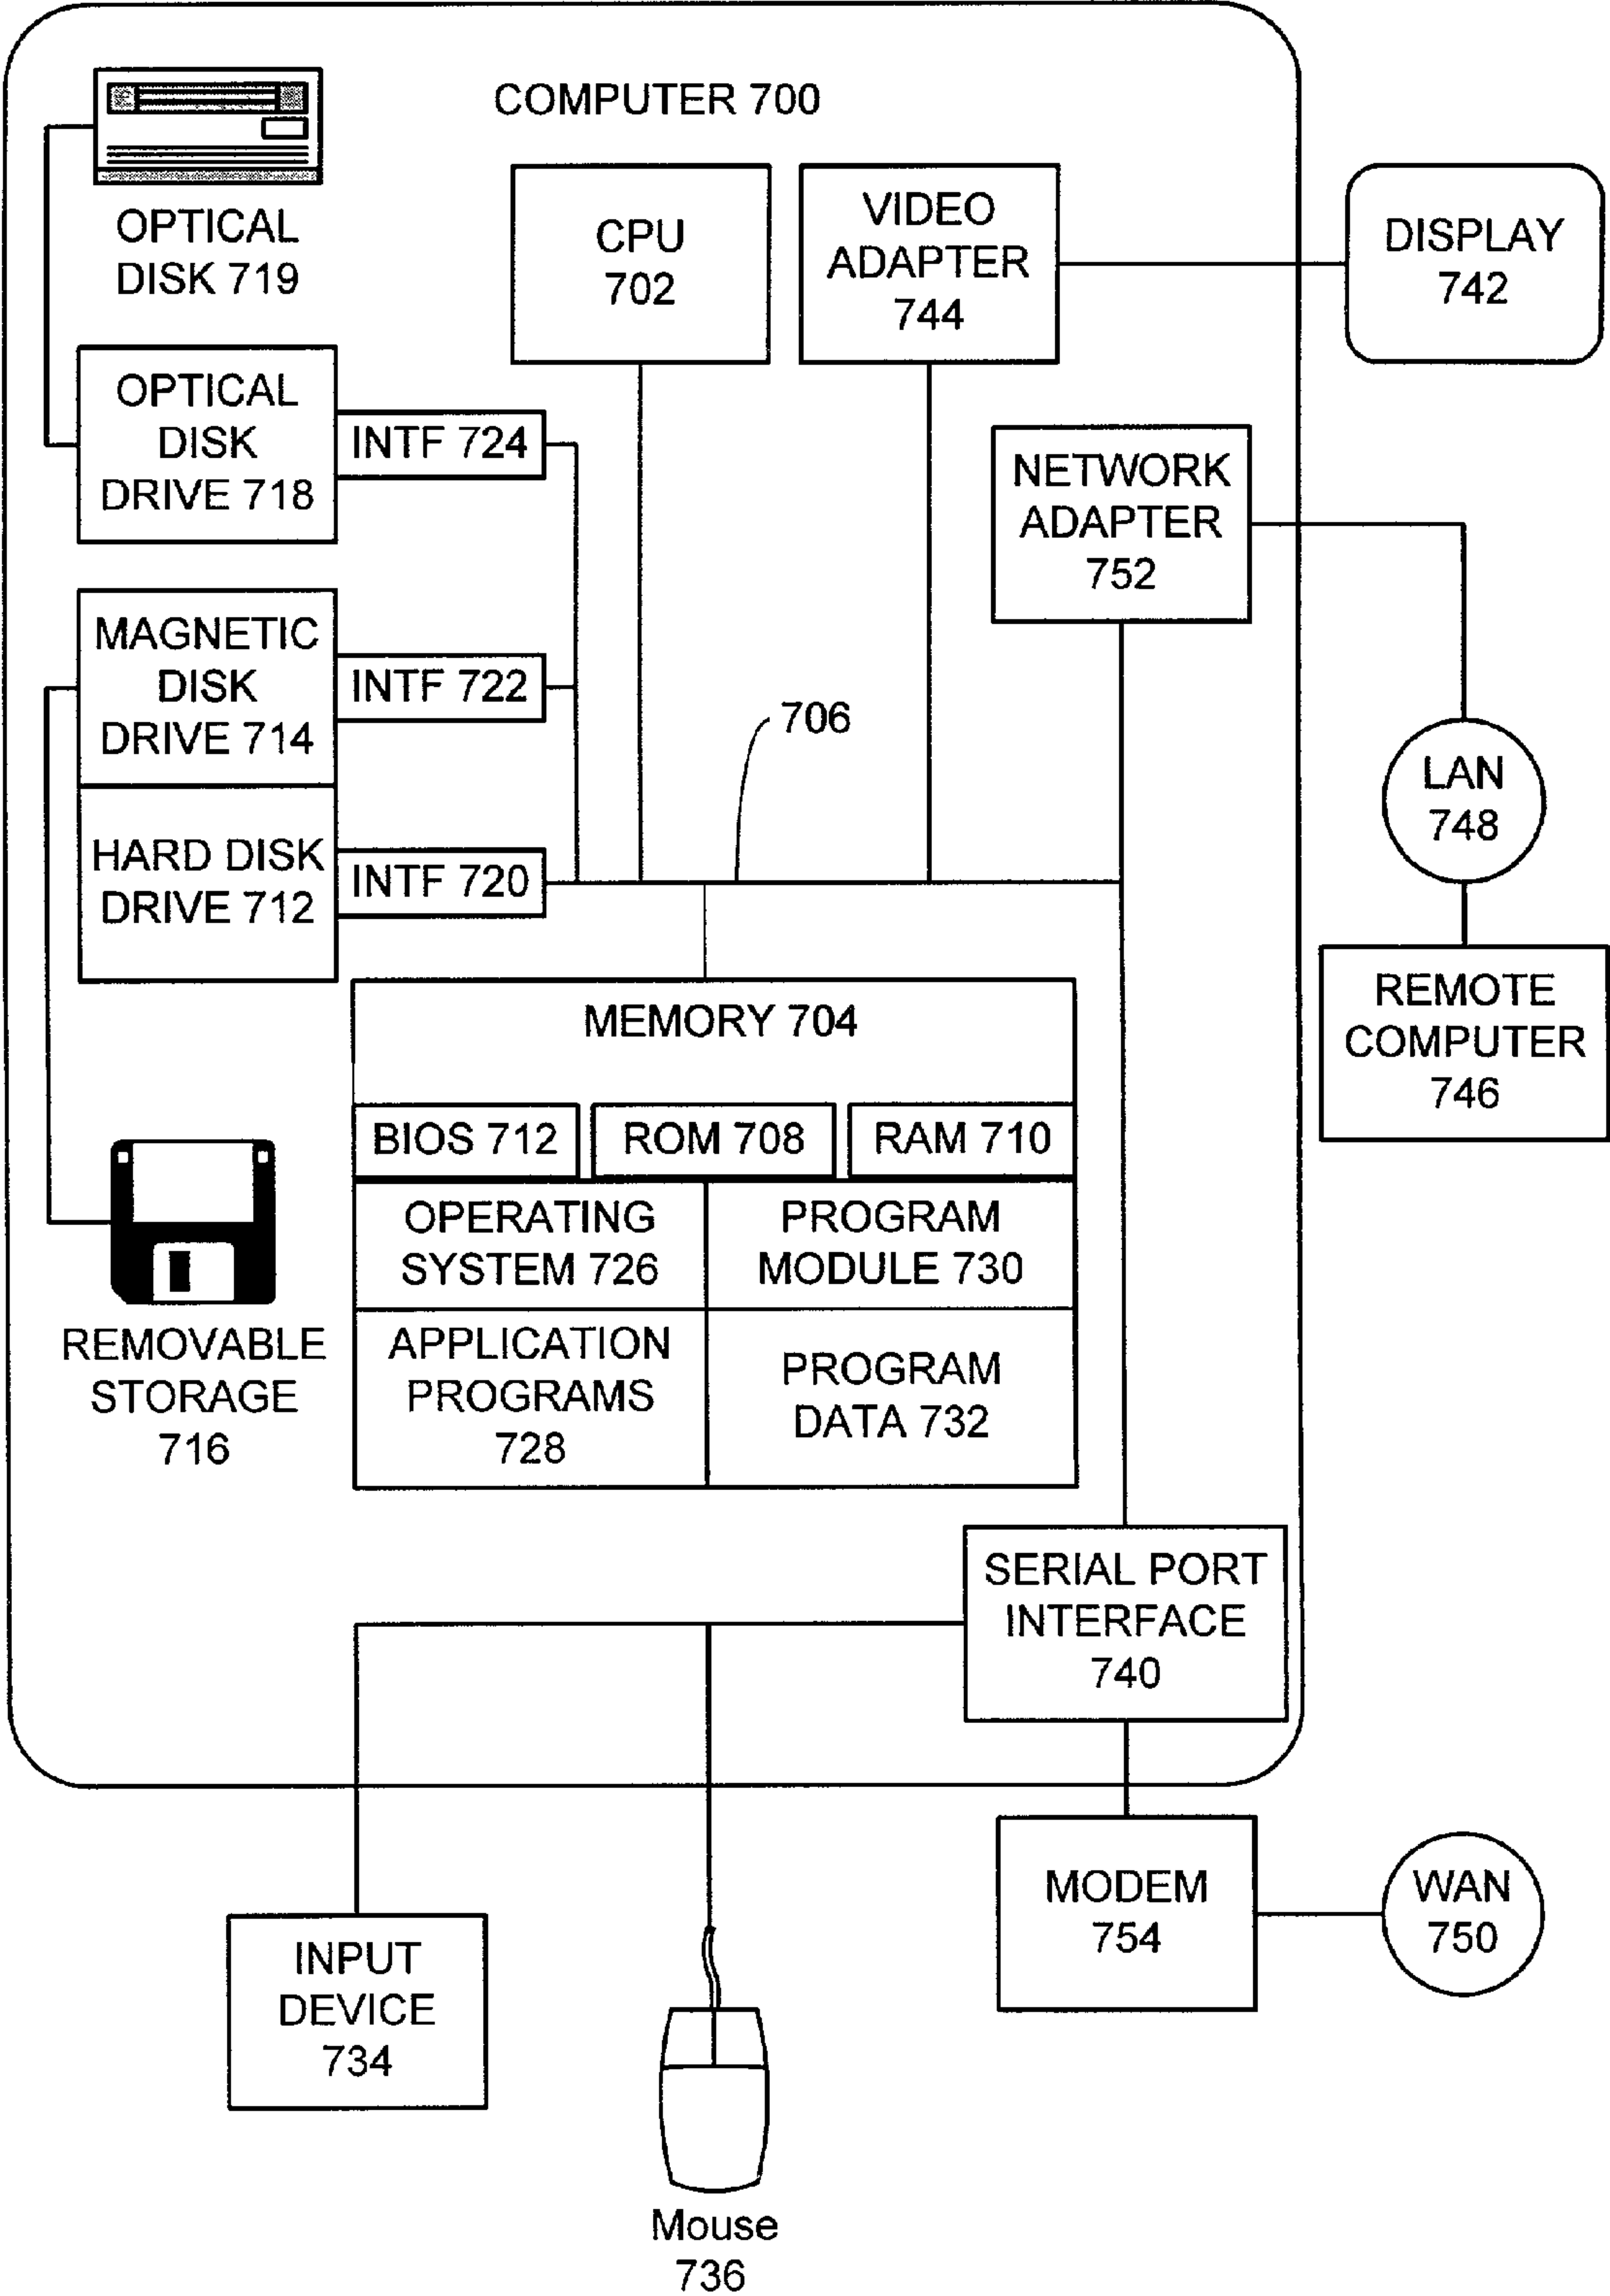 COMPUTER 700
OPTICAL
DISK 719
CPU
702
VIDEO
ADAPTER
744
DISPLAY
742
OPTICAL
DISK
DRIVE 718
INTF 724
NETWORK
ADAPTER
752
MAGNETIC
DISK
DRIVE 714
INTF 722
706
LAN
748
HARD DISK
DRIVE 712
INTF 720
REMOTE
COMPUTER
746
MEMORY 704
BIOS 712
ROM 708
RAM 710
OPERATING
SYSTEM 726
PROGRAM
MODULE 730
APPLICATION
PROGRAMS
728
PROGRAM
DATA 732
REMOVABLE
STORAGE
716
SERIAL PORT
INTERFACE
740
MODEM
754
WAN
750
INPUT
DEVICE
734
Mouse
736